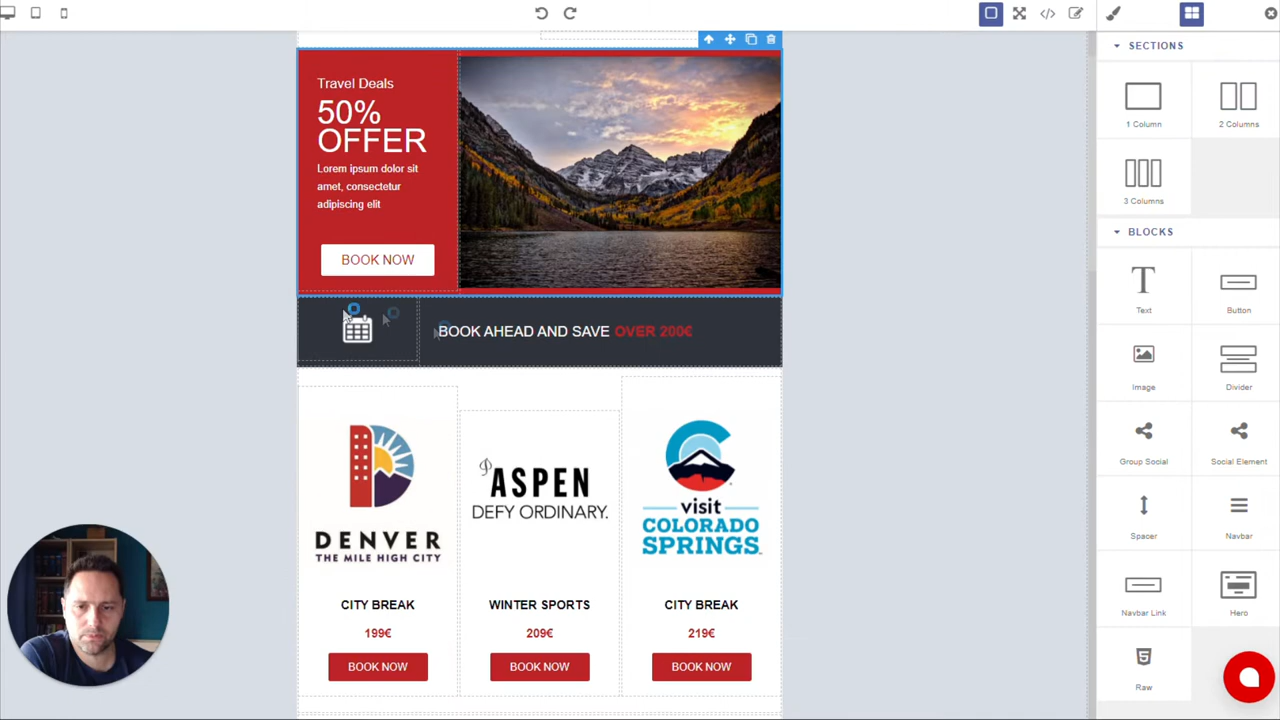 SECTIONS
Travel Deals
50%
OFFER
Lorem ipsum dolor sit
amet, consectetur
adipiscing elit
BOOK NOW
BOOK AHEAD AND SAVE OVER 200€
DENVER
THE MILE HIGH CITY
ASPEN
DEFY ORDINARY.
visit
COLORADO
SPRINGS
CITY BREAK
WINTER SPORTS
CITY BREAK
199€
209€
219€
BOOK NOW
BOOK NOW
BOOK NOW
1 Column
2 Columns
3 Columns
BLOCKS
Text
Button
Image
Divider
Group Social
Social Element
Spacer
Navbar
Navbar Link
Hero
Raw